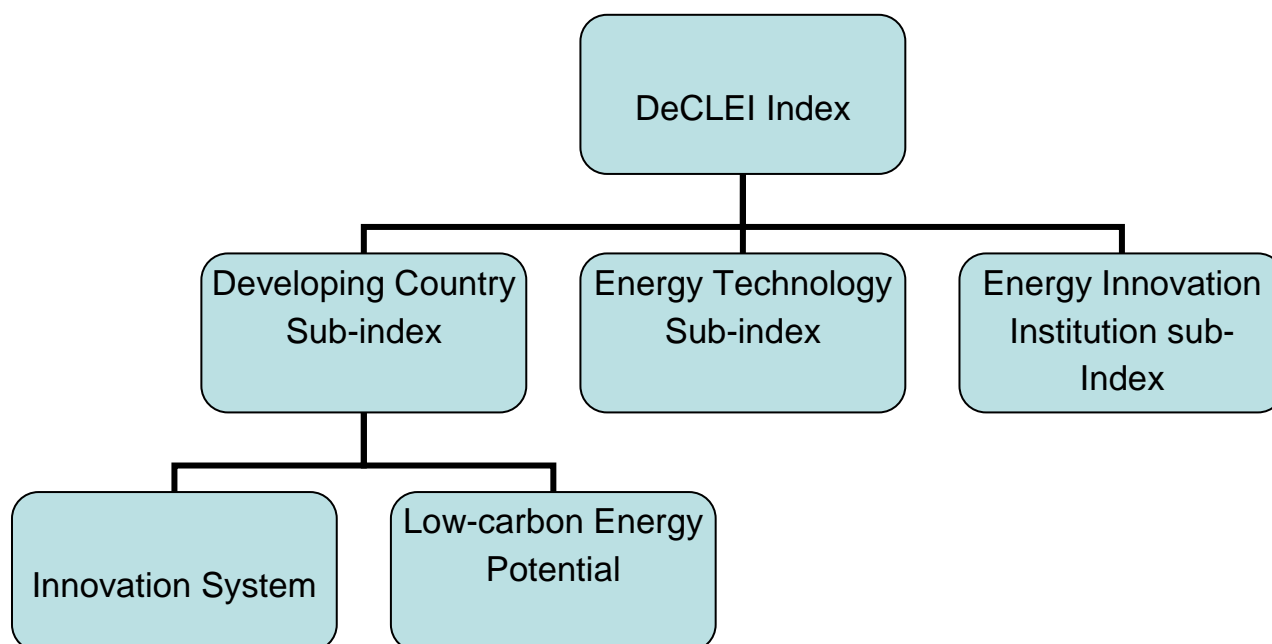 DeCLEI Index
Developing Country
Sub-index
Energy Technology
Sub-index
Energy Innovation
Institution sub-
Index
Innovation System
Low-carbon Energy
Potential